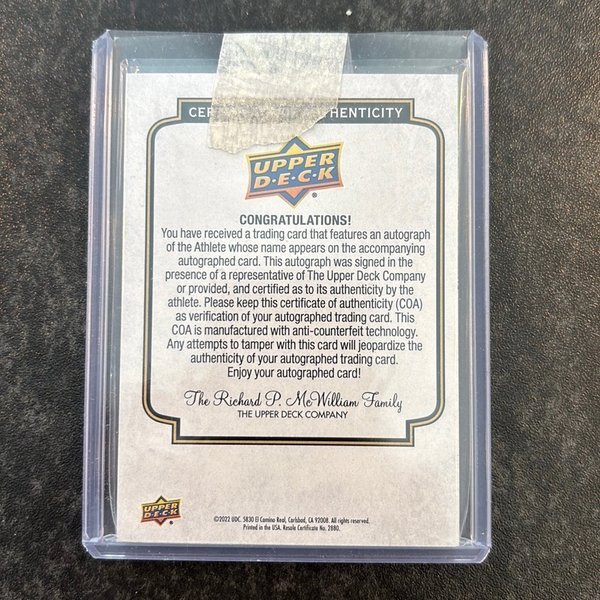 CER HENTICITY
UPPER
D·E·C·K
®
CONGRATULATIONS!
You have received a trading card that features an autograph
of the Athlete whose name appears on the accompanying
autographed card. This autograph was signed in the
presence of a representative of The Upper Deck Company
or provided, and certified as to its authenticity by the
athlete. Please keep this certificate of authenticity (COA)
as verification of your autographed trading card. This
COA is manufactured with anti-counterfeit technology.
Any attempts to tamper with this card will jeopardize the
authenticity of your autographed trading card.
Enjoy your autographed card!
The Richard P. McWilliam Family
THE UPPER DECK COMPANY
UPPER
D·E·C·K
®
©2022 UDC. 5830 El Camino Real, Carlsbad, CA 92008. All rights reserved.
Printed in the USA. Resale Certificate No. 2880.